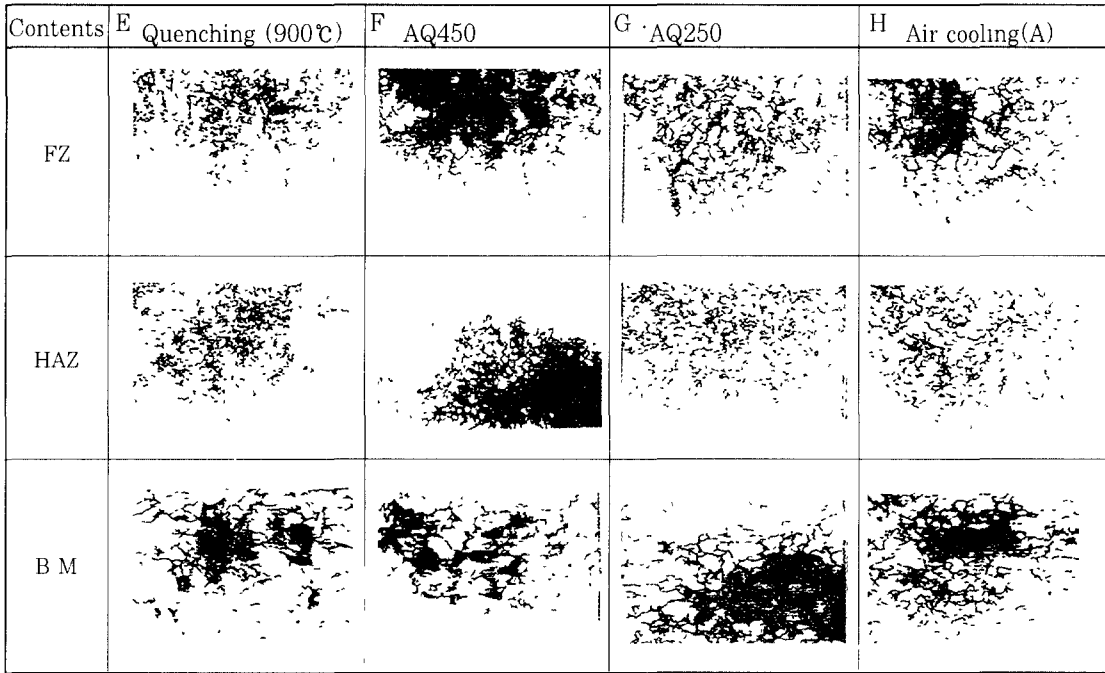 Contents E Quenching (900℃) F AQ450 G AQ250 H Air cooling(A)
FZ
HAZ
B M